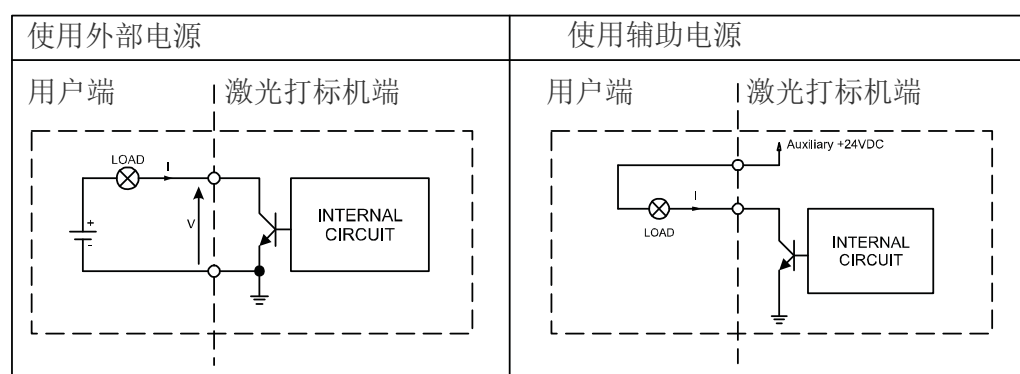 使用外部电源
使用辅助电源
用户端
激光打标机端
LOAD
I
+
-
V
INTERNAL
CIRCUIT
用户端
激光打标机端
Auxiliary +24VDC
I
LOAD
INTERNAL
CIRCUIT